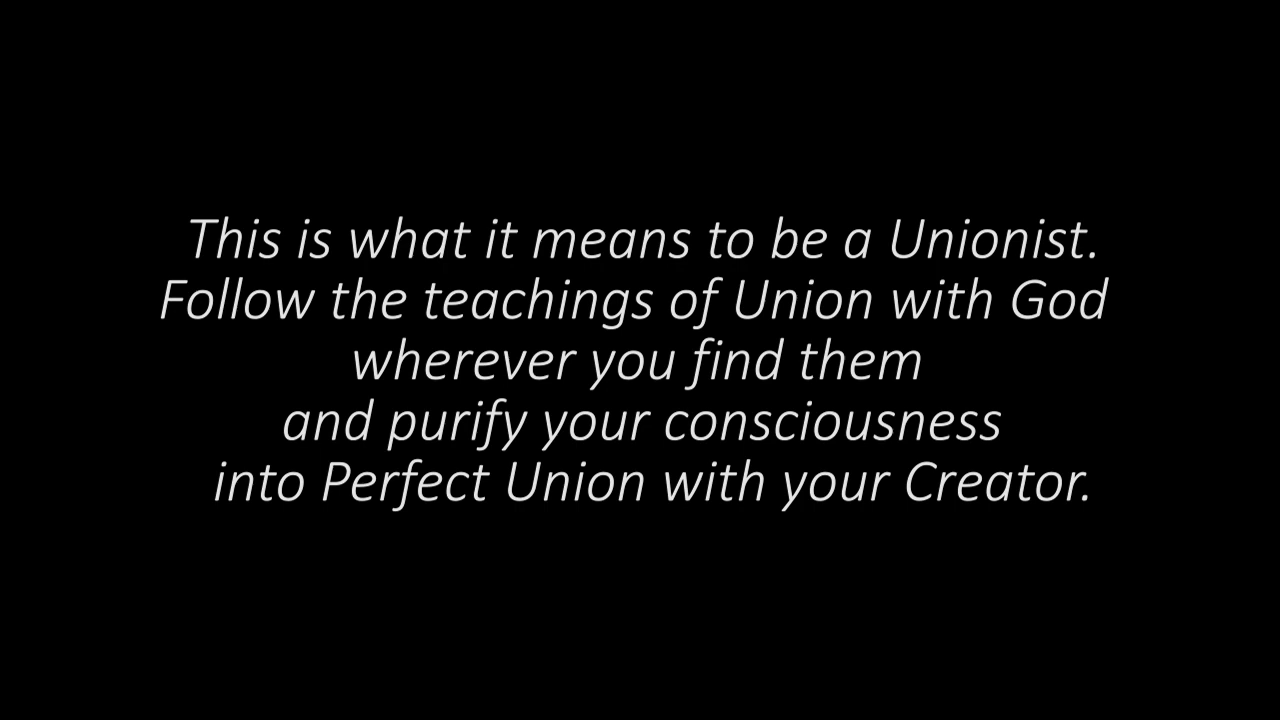 This is what it means to be a Unionist.
Follow the teachings of Union with God
wherever you find them
and purify your consciousness
into Perfect Union with your Creator.